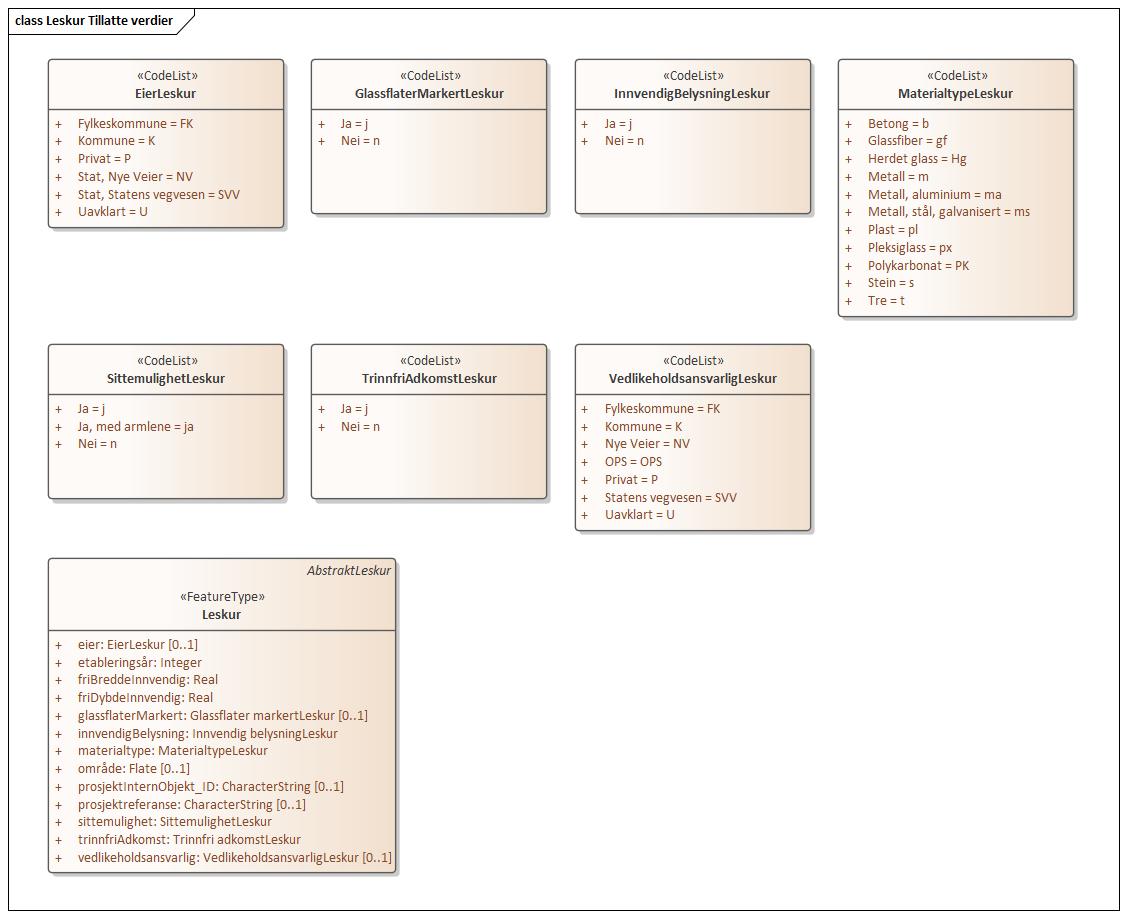 class Leskur Tillatte verdier
«CodeList»
EierLeskur
+ Fylkeskommune = FK
+ Kommune = K
+ Privat = P
+ Stat, Nye Veier = NV
+ Stat, Statens vegvesen = SVV
+ Uavklart = U
«CodeList»
GlassflaterMarkertLeskur
+ Ja = j
+ Nei = n
«CodeList»
InnvendigBelysningLeskur
+ Ja = j
+ Nei = n
«CodeList»
MaterialtypeLeskur
+ Betong = b
+ Glassfiber = gf
+ Herdet glass = Hg
+ Metall = m
+ Metall, aluminium = ma
+ Metall, stål, galvanisert = ms
+ Plast = pl
+ Pleksiglass = px
+ Polykarbonat = PK
+ Stein = s
+ Tre = t
«CodeList»
SittemulighetLeskur
+ Ja = j
+ Ja, med armlene = ja
+ Nei = n
«CodeList»
TrinnfriAdkomstLeskur
+ Ja = j
+ Nei = n
«CodeList»
VedlikeholdsansvarligLeskur
+ Fylkeskommune = FK
+ Kommune = K
+ Nye Veier = NV
+ OPS = OPS
+ Privat = P
+ Statens vegvesen = SVV
+ Uavklart = U
AbstraktLeskur
«FeatureType»
Leskur
+ eier: EierLeskur [0..1]
+ etableringsår: Integer
+ friBreddeInnvendig: Real
+ friDybdeInnvendig: Real
+ glassflaterMarkert: Glassflater markertLeskur [0..1]
+ innvendigBelysning: Innvendig belysningLeskur
+ materialtype: MaterialtypeLeskur
+ område: Flate [0..1]
+ prosjektInternObjekt_ID: CharacterString [0..1]
+ prosjektreferanse: CharacterString [0..1]
+ sittemulighet: SittemulighetLeskur
+ trinnfriAdkomst: Trinnfri adkomstLeskur
+ vedlikeholdsansvarlig: VedlikeholdsansvarligLeskur [0..1]